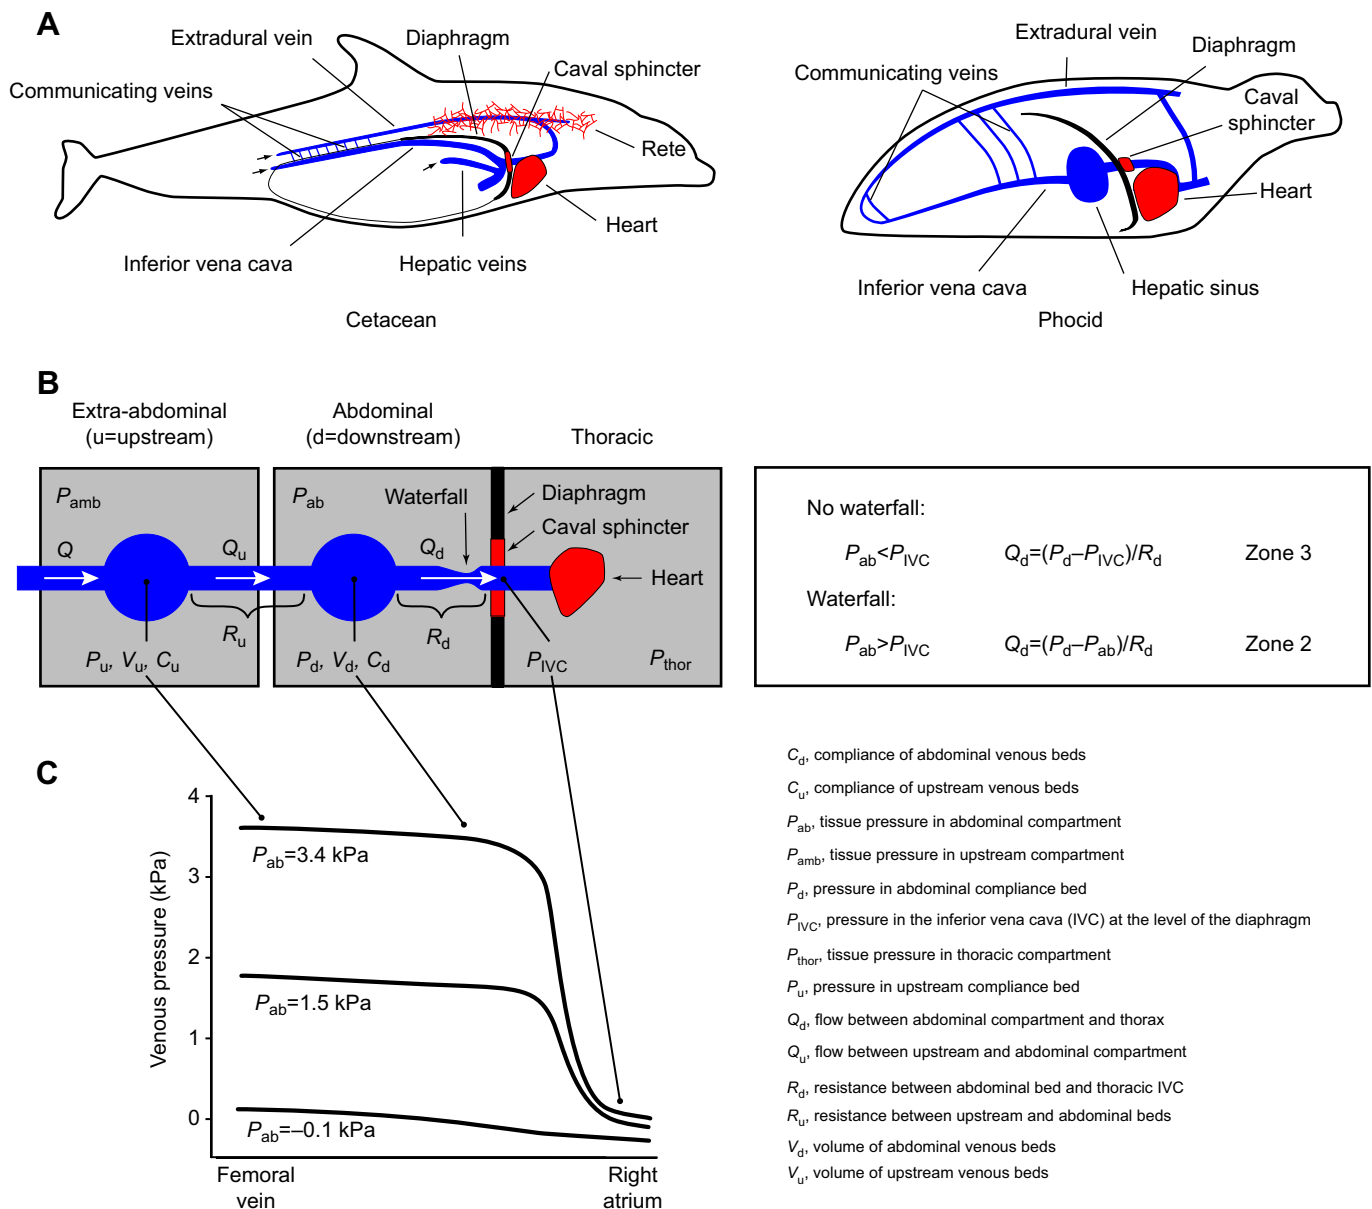 A
Extradural vein
Diaphragm
Caval sphincter
Communicating veins
Rete
Heart
Inferior vena cava
Hepatic veins
Cetacean
Extradural vein
Diaphragm
Communicating veins
Caval
sphincter
Heart
Inferior vena cava
Hepatic sinus
Phocid
B
Extra-abdominal
(u=upstream)
Abdominal
(d=downstream)
Thoracic
Pamb
Pab
Waterfall
Diaphragm
Caval sphincter
Q
Qu
Qd
Heart
Ru
Rd
Pu, Vu, Cu
Pd, Vd, Cd
PIVC
Pthor
No waterfall:
Pab<PIVC Qd=(Pd–PIVC)/Rd Zone 3
Waterfall:
Pab>PIVC Qd=(Pd–Pab)/Rd Zone 2
C
Venous pressure (kPa)
4
3
2
1
0
Pab=3.4 kPa
Pab=1.5 kPa
Pab=–0.1 kPa
Femoral
vein
Right
atrium
Cd, compliance of abdominal venous beds
Cu, compliance of upstream venous beds
Pab, tissue pressure in abdominal compartment
Pamb, tissue pressure in upstream compartment
Pd, pressure in abdominal compliance bed
PIVC, pressure in the inferior vena cava (IVC) at the level of the diaphragm
Pthor, tissue pressure in thoracic compartment
Pu, pressure in upstream compliance bed
Qd, flow between abdominal compartment and thorax
Qu, flow between upstream and abdominal compartment
Rd, resistance between abdominal bed and thoracic IVC
Ru, resistance between upstream and abdominal beds
Vd, volume of abdominal venous beds
Vu, volume of upstream venous beds